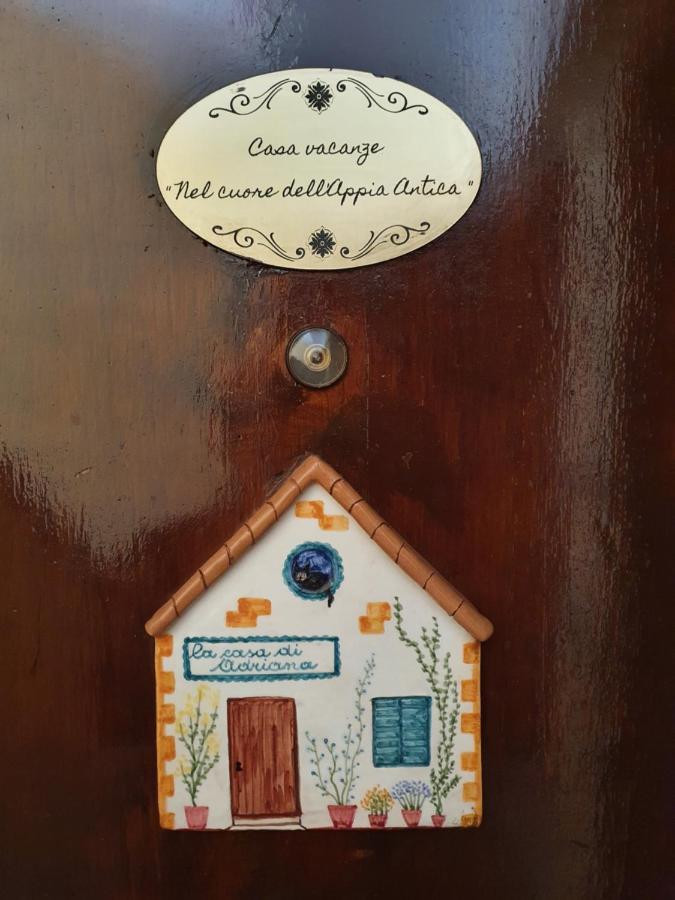 Casa vacanze
"Nel cuore dell'Appia Antica"
La casa di
Adriana